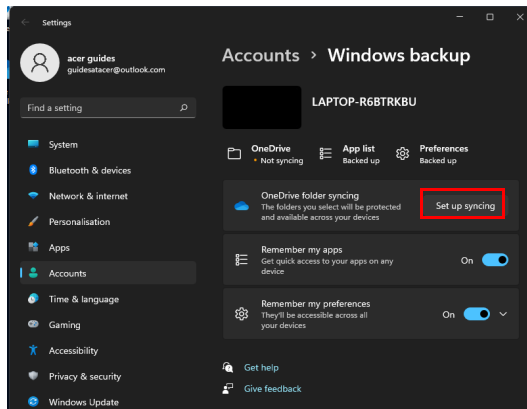 Settings
acer guides
guidesatacer@outlook.com
Find a setting
System
Bluetooth & devices
Network & internet
Personalisation
Apps
Accounts
Time & language
Gaming
Accessibility
Privacy & security
Windows Update
Accounts > Windows backup
LAPTOP-R6BTRKBU
OneDrive
• Not syncing
App list
Backed up
Preferences
Backed up
OneDrive folder syncing
The folders you select will be protected
and available across your devices
Set up syncing
Remember my apps
Get quick access to your apps on any
device
On
Remember my preferences
They'll be accessible across all
your devices
On
Get help
Give feedback